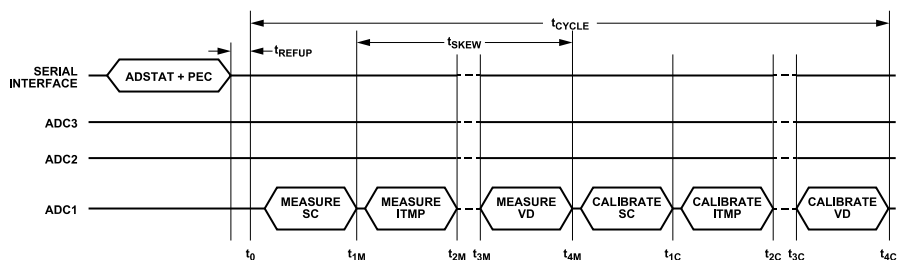 tCYCLE
tREFUP
tSKEW
SERIAL
INTERFACE
ADSTAT + PEC
ADC3
ADC2
ADC1
MEASURE
SC
MEASURE
ITMP
MEASURE
VD
CALIBRATE
SC
CALIBRATE
ITMP
CALIBRATE
VD
t0
t1M
t2M
t3M
t4M
t1C
t2C
t3C
t4C